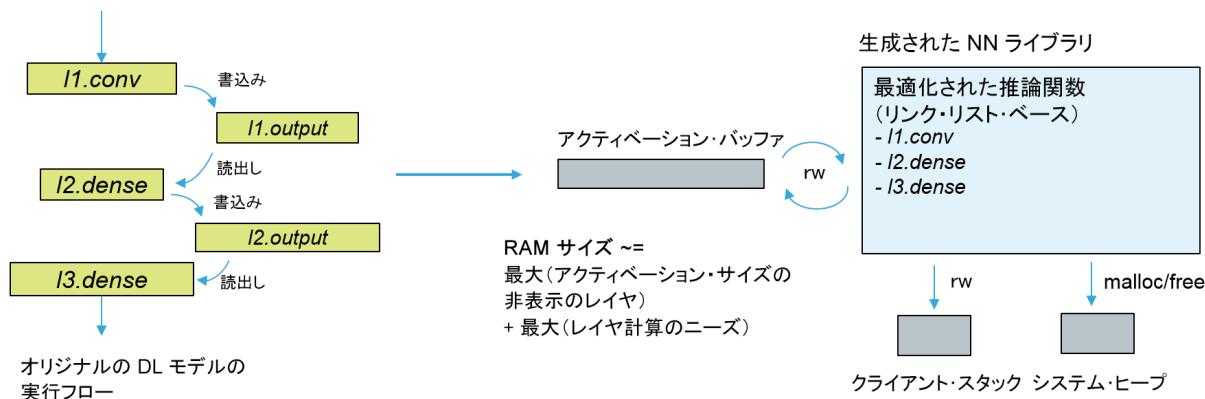 l1.conv
書込み
l1.output
読出し
l2.dense
書込み
l2.output
l3.dense
読出し
オリジナルの DL モデルの
実行フロー
アクティベーション・バッファ
rw
RAM サイズ ~=
最大（アクティベーション・サイズの
非表示のレイヤ）
+ 最大（レイヤ計算のニーズ）
生成された NN ライブラリ
最適化された推論関数
（リンク・リスト・ベース）
- l1.conv
- l2.dense
- l3.dense
rw
malloc/free
クライアント・スタック
システム・ヒープ